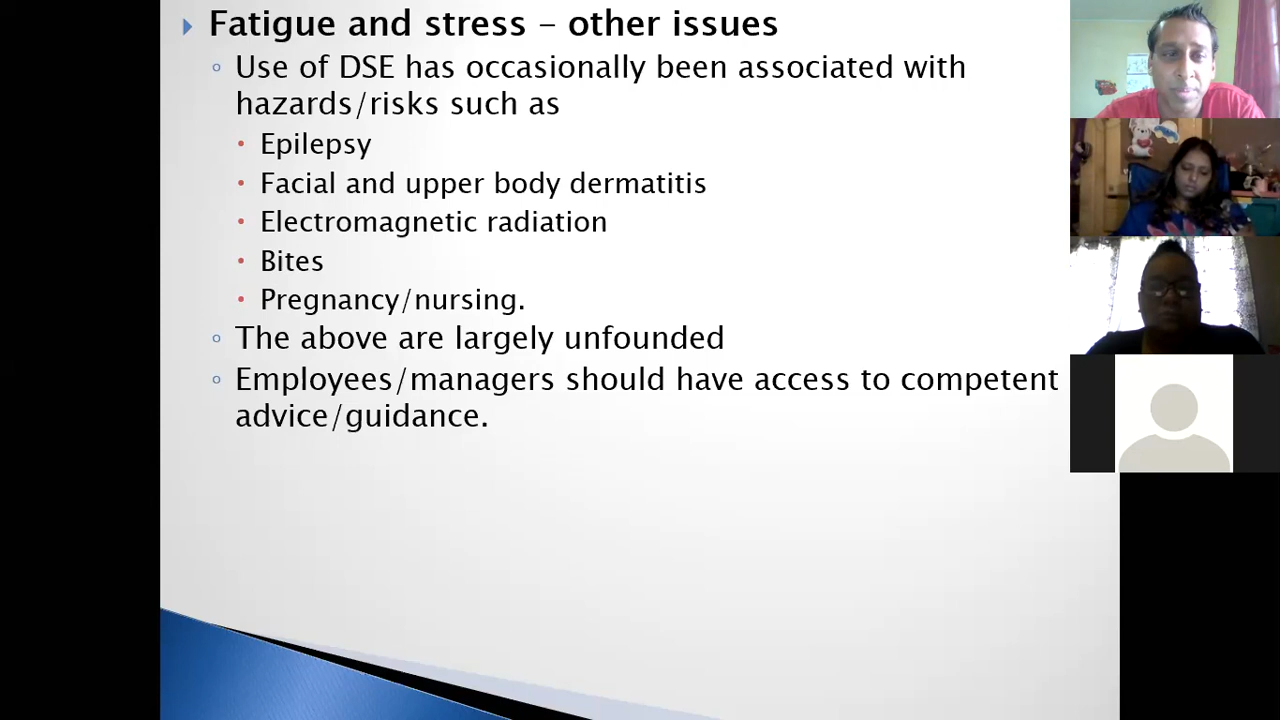 Fatigue and stress – other issues
Use of DSE has occasionally been associated with
hazards/risks such as
Epilepsy
Facial and upper body dermatitis
Electromagnetic radiation
Bites
Pregnancy/nursing.
The above are largely unfounded
Employees/managers should have access to competent
advice/guidance.